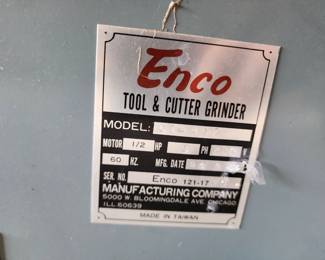 Enco
TOOL & CUTTER GRINDER
MODEL:
MOTOR 1/2 HP PH
60 HZ. MFG. DATE
SER. NO. Enco 121-17
MANUFACTURING COMPANY
5000 W. BLOOMINGDALE AVE. CHICAGO
ILL. 60639
MADE IN TAIWAN